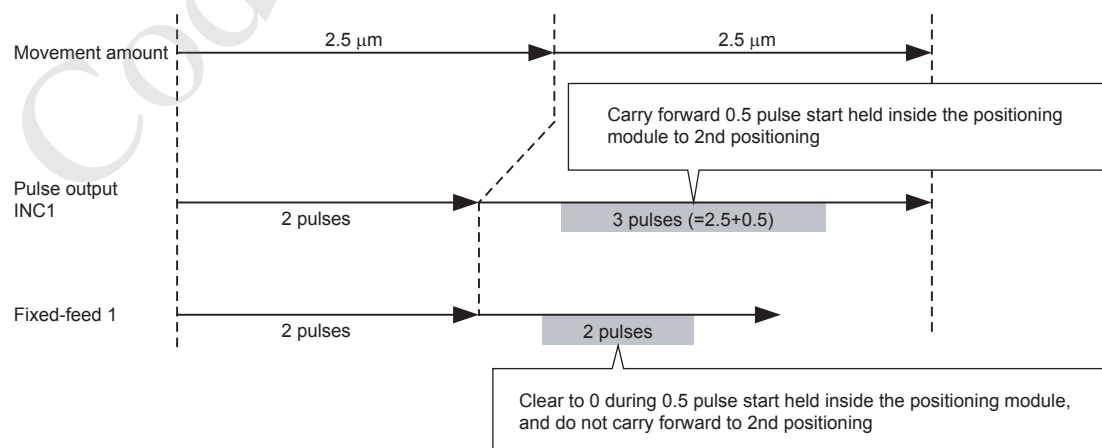 2.5 μm
2.5 μm
Movement amount
Carry forward 0.5 pulse start held inside the positioning
module to 2nd positioning
Pulse output
INC1
2 pulses
3 pulses (=2.5+0.5)
Fixed-feed 1
2 pulses
2 pulses
Clear to 0 during 0.5 pulse start held inside the positioning module,
and do not carry forward to 2nd positioning